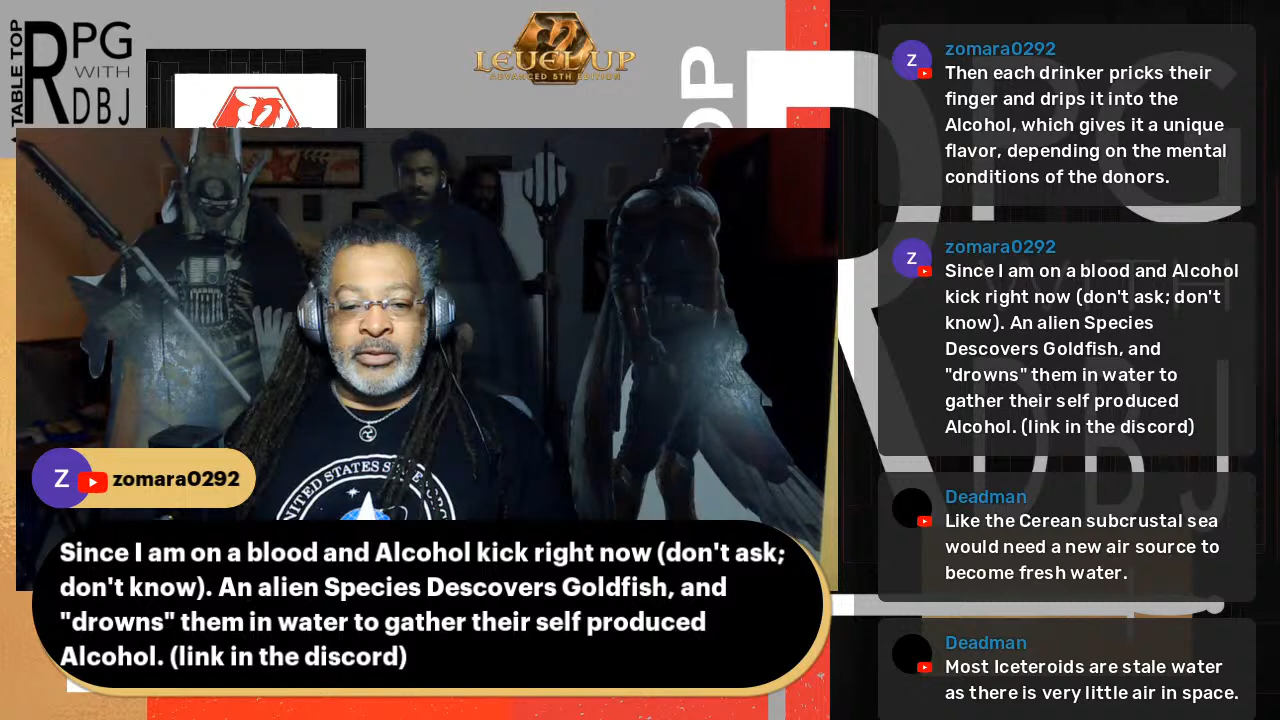 TABLE TOP
RPG
WITH
DBJ
LEVEL UP
ADVANCED 5TH EDITION
OP
UNITED STATES
zomara0292
Since I am on a blood and Alcohol kick right now (don't ask;
don't know). An alien Species Descovers Goldfish, and
"drowns" them in water to gather their self produced
Alcohol. (link in the discord)
Z
zomara0292
Then each drinker pricks their
finger and drips it into the
Alcohol, which gives it a unique
flavor, depending on the mental
conditions of the donors.
Z
zomara0292
Since I am on a blood and Alcohol
kick right now (don't ask; don't
know). An alien Species
Descovers Goldfish, and
"drowns" them in water to
gather their self produced
Alcohol. (link in the discord)
Z
Deadman
Like the Cerean subcrustal sea
would need a new air source to
become fresh water.
Deadman
Most Iceteroids are stale water
as there is very little air in space.